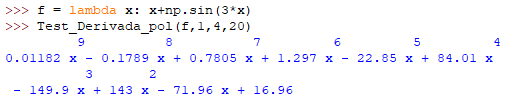 >>> f = lambda x: x+np.sin(3*x)
>>> Test_Derivada_pol(f,1,4,20)
9 8 7 6 5 4
0.01182 x - 0.1789 x + 0.7805 x + 1.297 x - 22.85 x + 84.01 x
3 2
- 149.9 x + 143 x - 71.96 x + 16.96